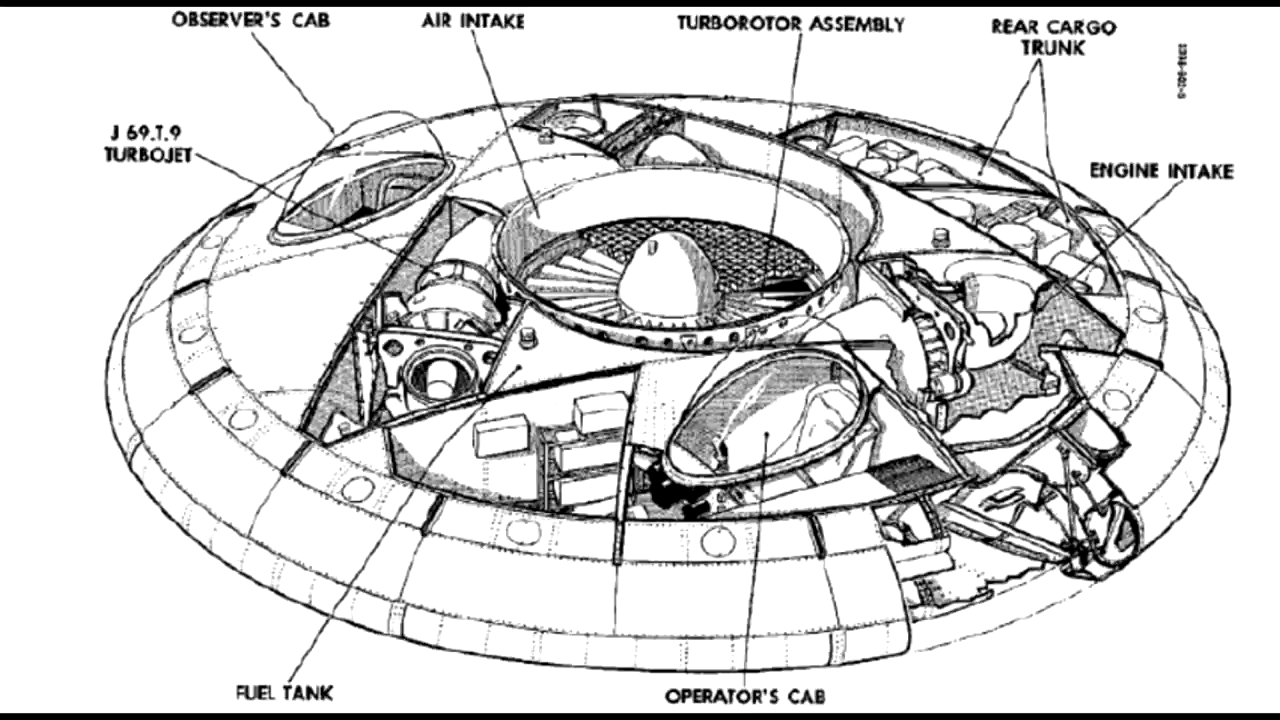 OBSERVER'S CAB
AIR INTAKE
TURBOROTOR ASSEMBLY
REAR CARGO
TRUNK
J 69.T.9
TURBOJET
ENGINE INTAKE
FUEL TANK
OPERATOR'S CAB